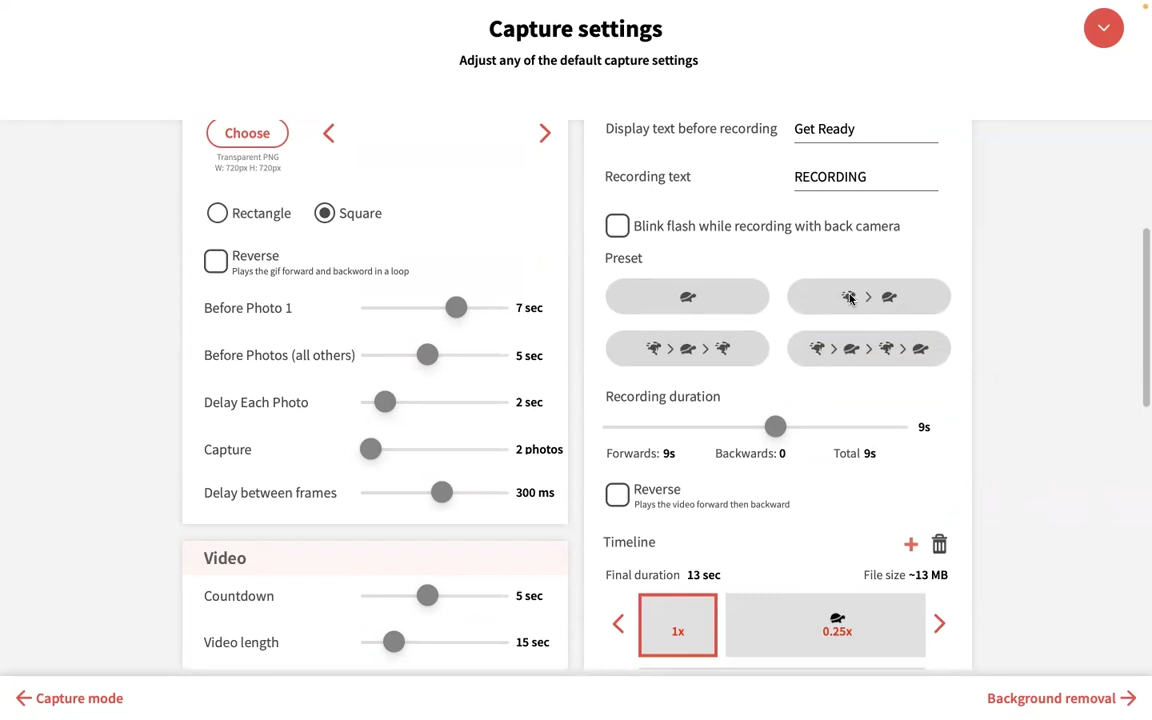 Capture settings
Adjust any of the default capture settings
Choose
Transparent PNG
W: 720px H: 720px
Rectangle
Square
Reverse
Plays the gif forward and backword in a loop
Before Photo 1
7 sec
Before Photos (all others)
5 sec
Delay Each Photo
2 sec
Capture
2 photos
Delay between frames
300 ms
Video
Countdown
5 sec
Video length
15 sec
Display text before recording
Get Ready
Recording text
RECORDING
Blink flash while recording with back camera
Preset
Recording duration
9s
Forwards: 9s
Backwards: 0
Total 9s
Reverse
Plays the video forward then backward
Timeline
Final duration 13 sec
File size ~13 MB
1x
0.25x
Capture mode
Background removal